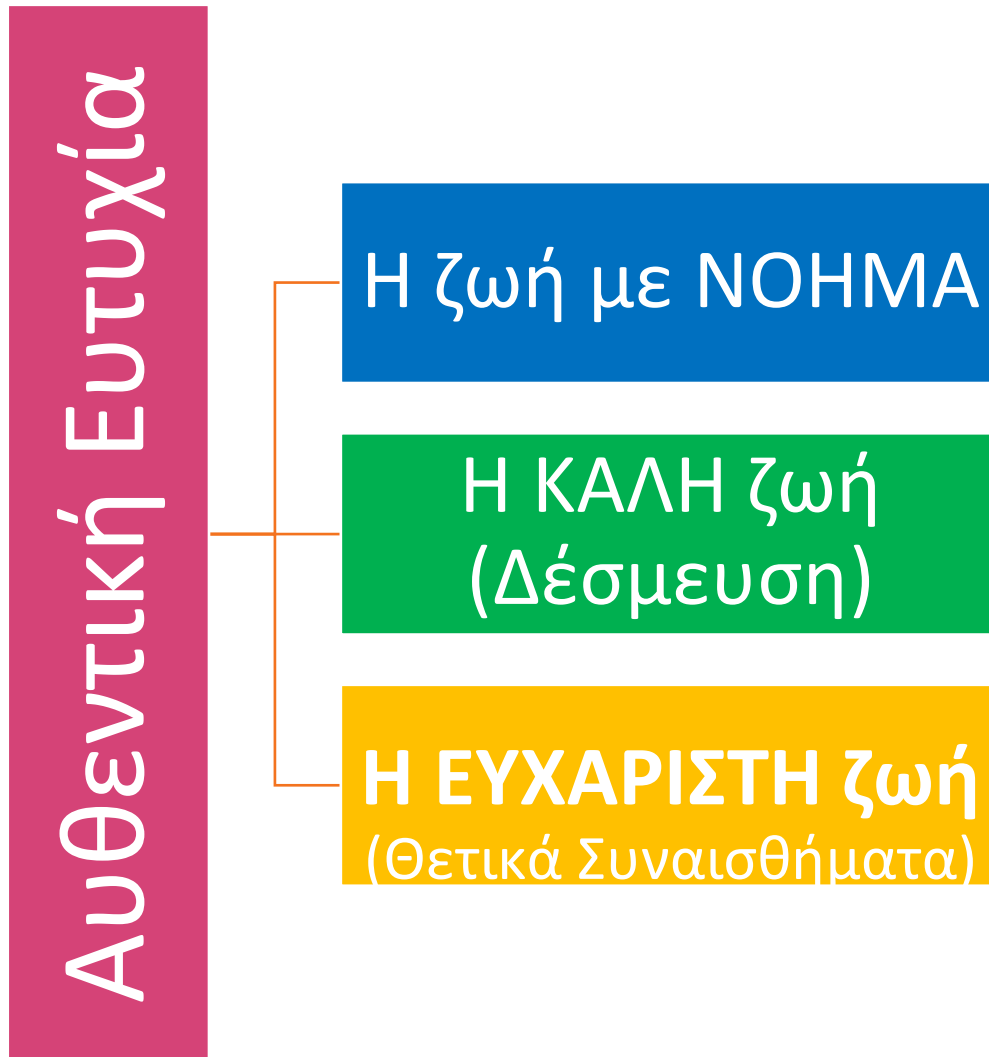 Αυθεντική Ευτυχία
Η ζωή με ΝΟΗΜΑ
Η ΚΑΛΗ ζωή
(Δέσμευση)
Η ΕΥΧΑΡΙΣΤΗ ζωή
(Θετικά Συναισθήματα)